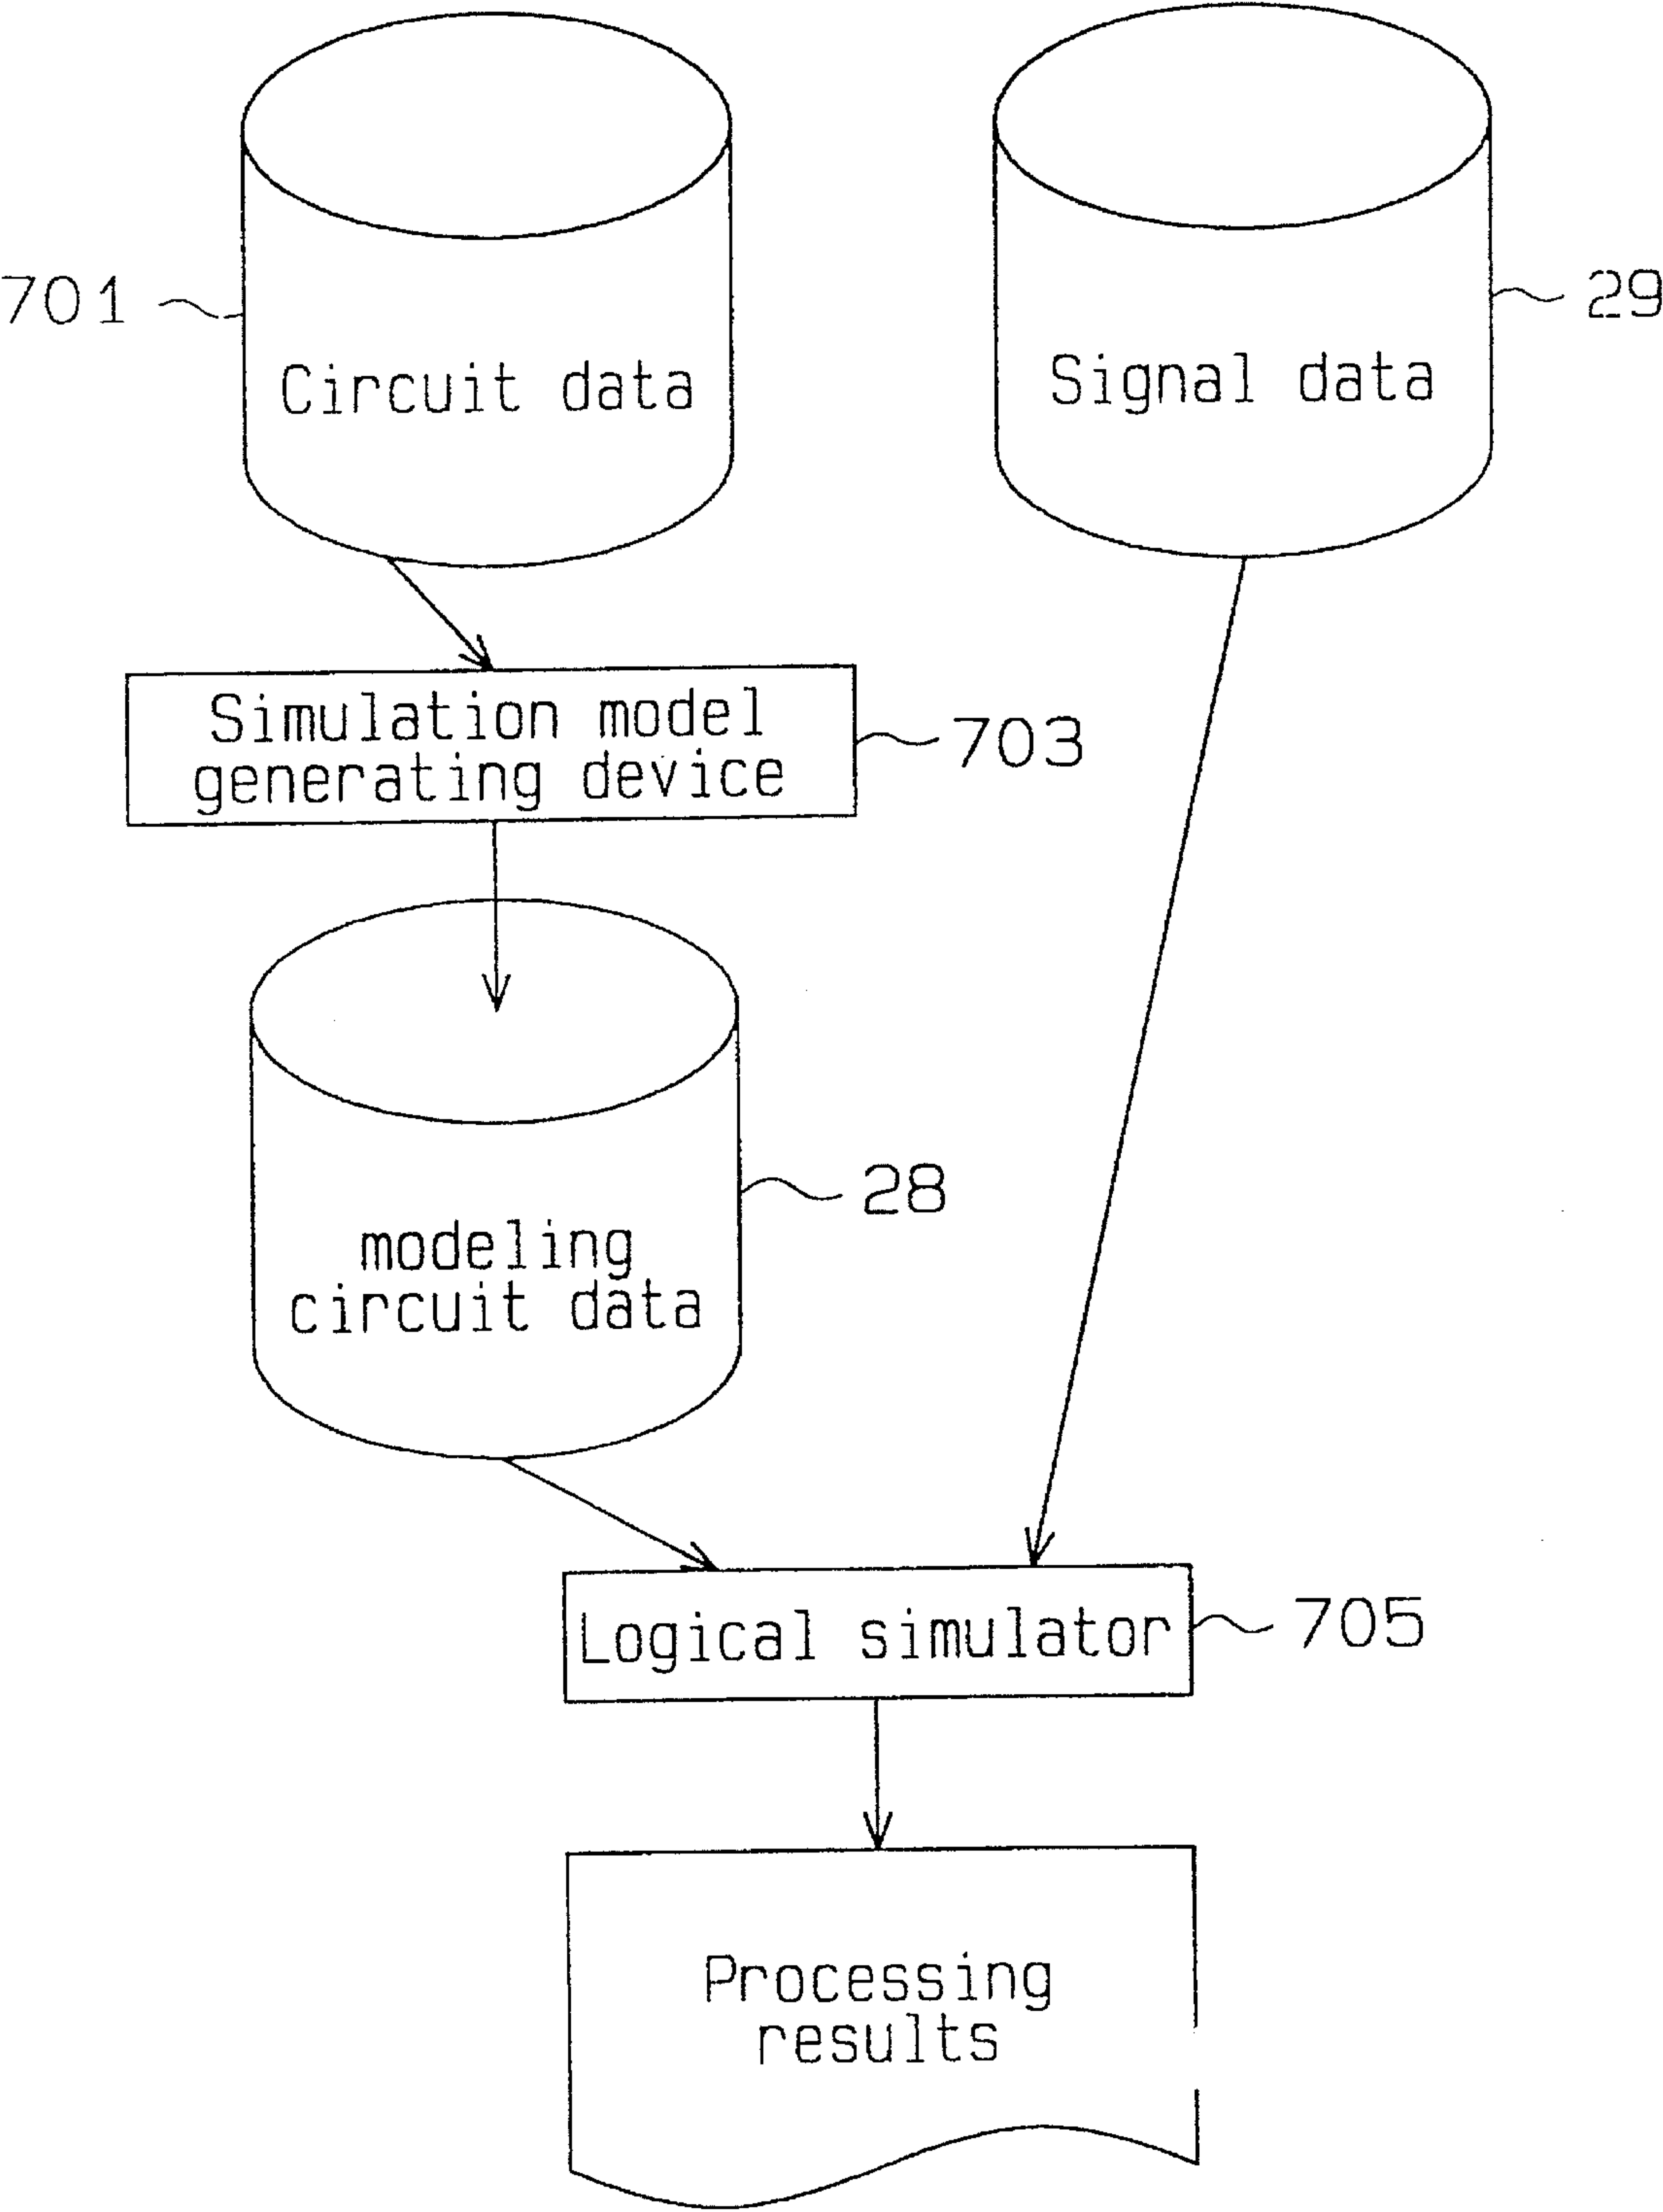 701
Circuit data
Signal data
29
Simulation model
generating device
703
modeling
circuit data
28
Logical simulator
705
Processing
results